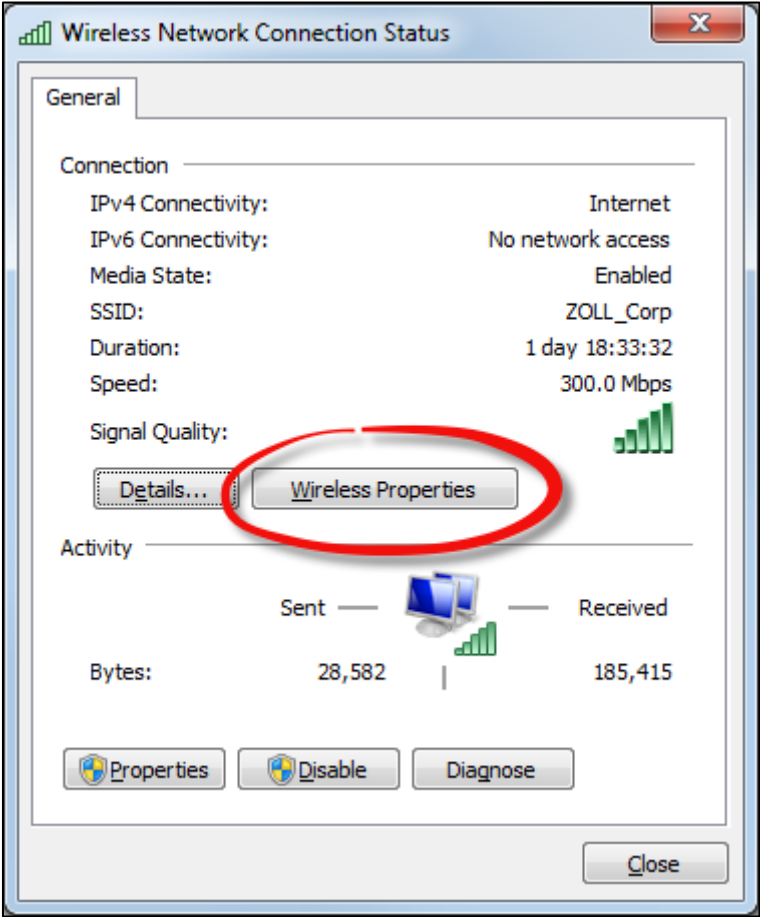 Wireless Network Connection Status
General
Connection
IPv4 Connectivity: Internet
IPv6 Connectivity: No network access
Media State: Enabled
SSID: ZOLL_Corp
Duration: 1 day 18:33:32
Speed: 300.0 Mbps
Signal Quality:
Details... Wireless Properties
Activity
Sent Received
Bytes: 28,582 185,415
Properties Disable Diagnose
Close